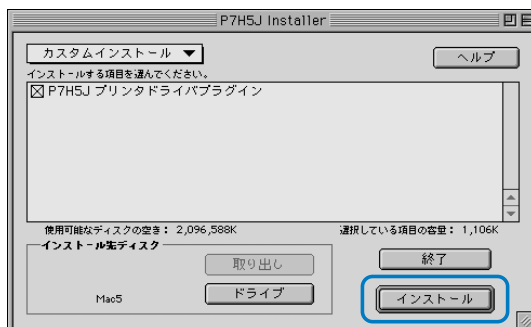 P7H5J Installer
カスタムインストール
ヘルプ
インストールする項目を選んでください。
P7H5J プリンタドライバプラグイン
使用可能なディスクの空き： 2,096,588K
選択している項目の容量： 1,106K
インストール先ディスク
取り出し
終了
Mac5
ドライブ
インストール